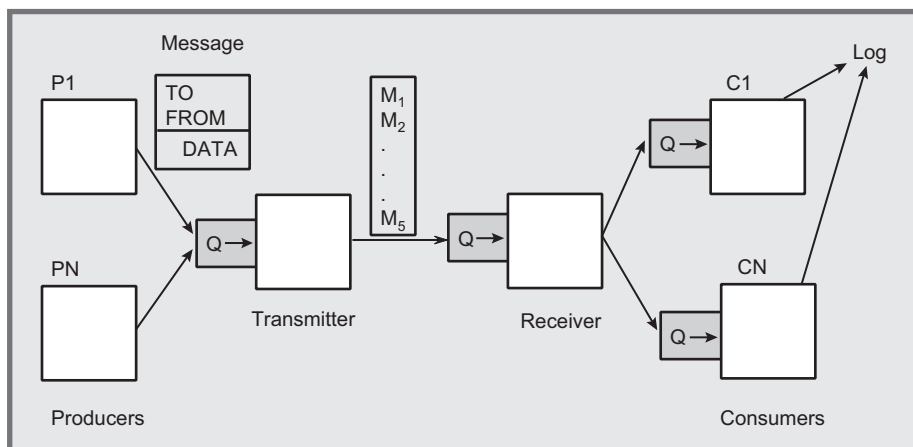 Message
P1
TO
FROM
DATA
M1
M2
.
.
.
M5
C1
Log
Q
Q
Q
PN
Transmitter
Receiver
CN
Q
Producers
Consumers